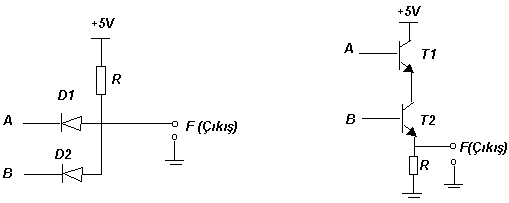 +5V
R
D1
A
F (Çıkış)
D2
B
+5V
A
T1
B
T2
F(Çıkış)
R